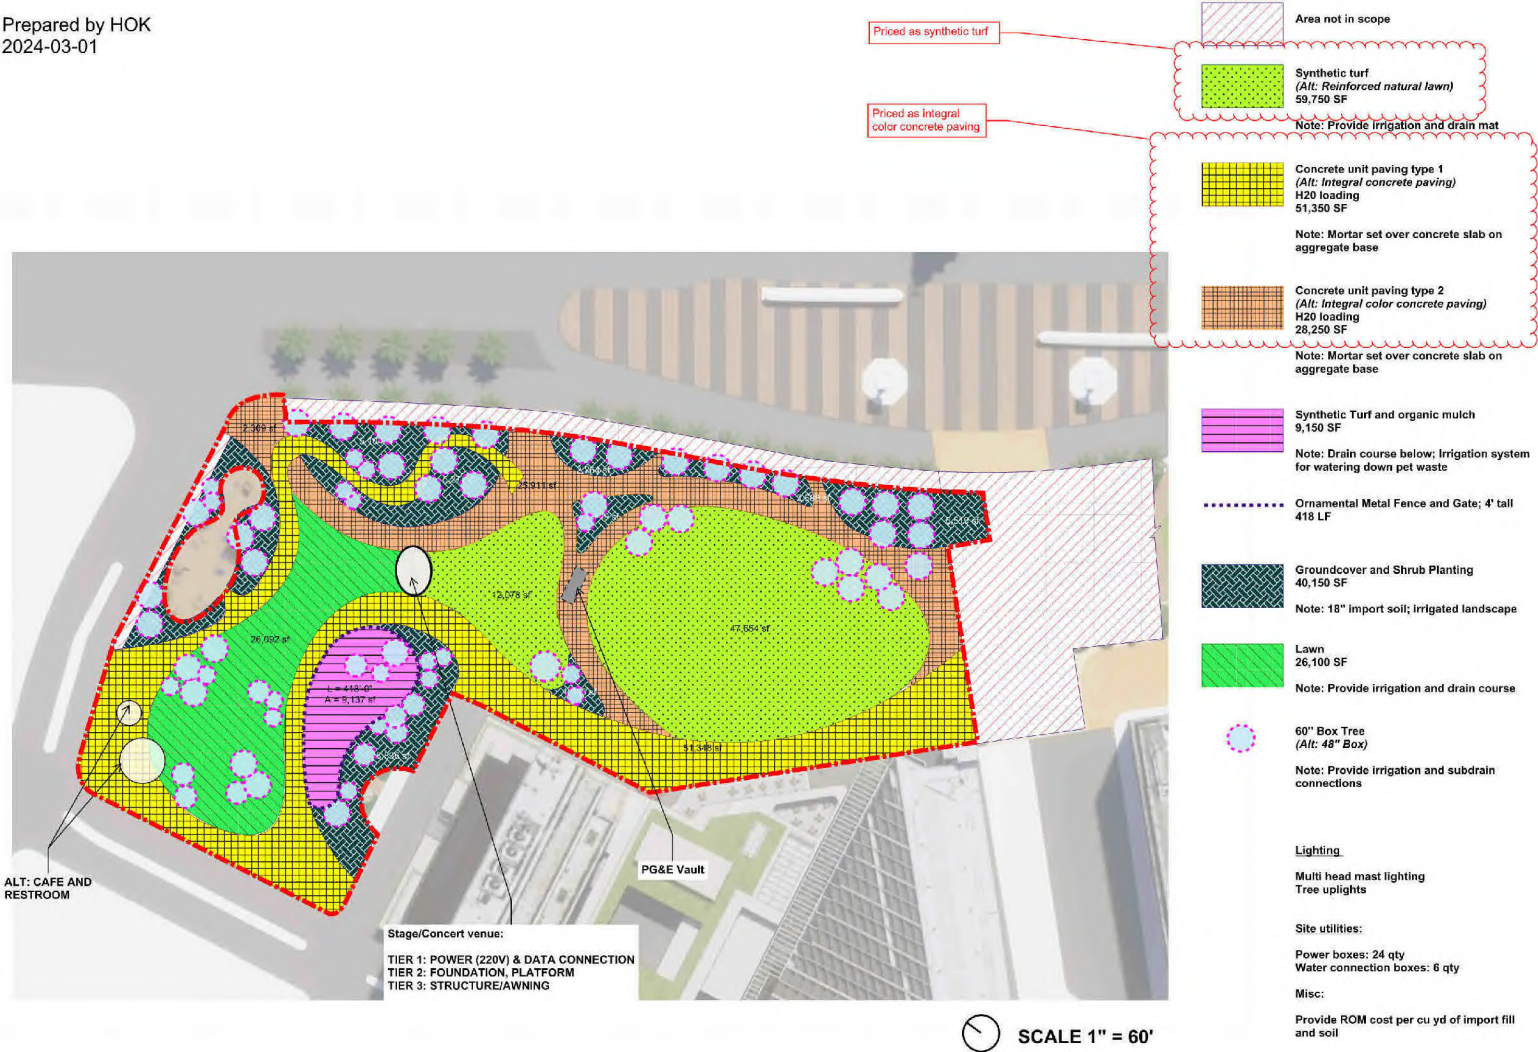 Prepared by HOK
2024-03-01
Priced as synthetic turf
Priced as integral
color concrete paving
Area not in scope
Synthetic turf
(Alt: Reinforced natural lawn)
59,750 SF
Note: Provide irrigation and drain mat
Concrete unit paving type 1
(Alt: Integral concrete paving)
H20 loading
51,350 SF
Note: Mortar set over concrete slab on
aggregate base
Concrete unit paving type 2
(Alt: Integral color concrete paving)
H20 loading
28,250 SF
Note: Mortar set over concrete slab on
aggregate base
Synthetic Turf and organic mulch
9,150 SF
Note: Drain course below; Irrigation system
for watering down pet waste
Ornamental Metal Fence and Gate; 4' tall
418 LF
Groundcover and Shrub Planting
40,150 SF
Note: 18" import soil; irrigated landscape
Lawn
26,100 SF
Note: Provide irrigation and drain course
60" Box Tree
(Alt: 48" Box)
Note: Provide irrigation and subdrain
connections
Lighting
Multi head mast lighting
Tree uplights
Site utilities:
Power boxes: 24 qty
Water connection boxes: 6 qty
Misc:
Provide ROM cost per cu yd of import fill
and soil
25,911 sf
12,078 sf
47,654 sf
26,092 sf
L = 418'-0"
A = 9,137 sf
51,348 sf
ALT: CAFE AND
RESTROOM
PG&E Vault
Stage/Concert venue:
TIER 1: POWER (220V) & DATA CONNECTION
TIER 2: FOUNDATION, PLATFORM
TIER 3: STRUCTURE/AWNING
SCALE 1" = 60'